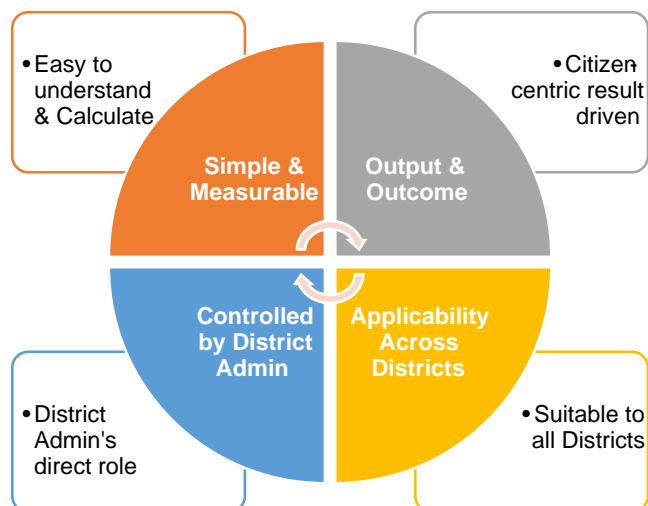 •Easy to
understand
& Calculate
•Citizen-
centric result
driven
Simple &
Measurable
Output &
Outcome
Controlled
by District
Admin
Applicability
Across
Districts
•District
Admin's
direct role
•Suitable to
all Districts